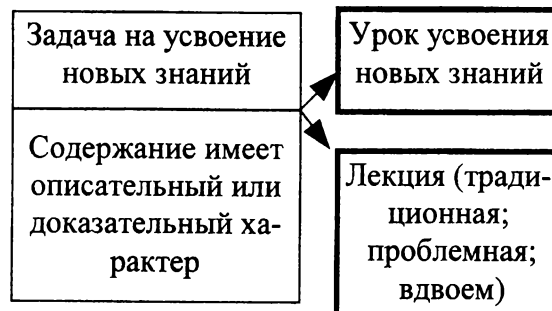 Задача на усвоение
новых знаний
Содержание имеет
описательный или
доказательный ха-
рактер
Урок усвоения
новых знаний
Лекция (тради-
ционная;
проблемная;
вдвоем)